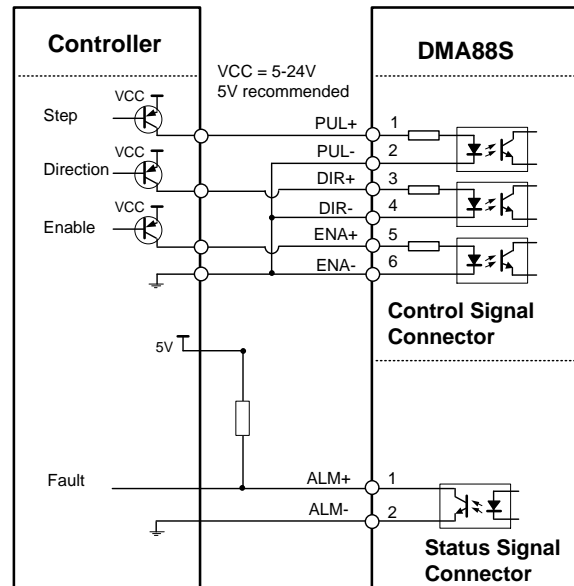 Controller
DMA88S
VCC = 5-24V
5V recommended
VCC
Step
PUL+
1
PUL-
2
VCC
Direction
DIR+
3
DIR-
4
VCC
Enable
ENA+
5
ENA-
6
Control Signal
Connector
5V
Fault
ALM+
1
ALM-
2
Status Signal
Connector